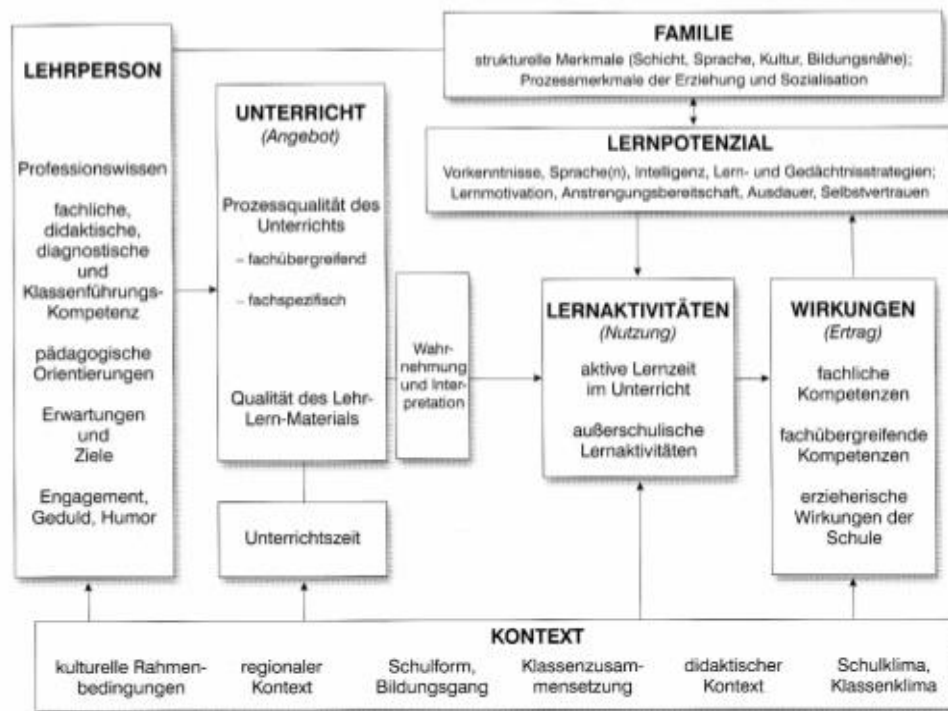 LEHRPERSON
Professionswissen
fachliche,
didaktische,
diagnostische
und
Klassenführungs-
Kompetenz
pädagogische
Orientierungen
Erwartungen
und
Ziele
Engagement,
Geduld, Humor
UNTERRICHT
(Angebot)
Prozessqualität des
Unterrichts
– fachübergreifend
– fachspezifisch
Qualität des Lehr-
Lern-Materials
Unterrichtszeit
Wahr-
nehmung
und Inter-
pretation
FAMILIE
strukturelle Merkmale (Schicht, Sprache, Kultur, Bildungsnähe);
Prozessmerkmale der Erziehung und Sozialisation
LERNPOTENZIAL
Vorkenntnisse, Sprache(n), Intelligenz, Lern- und Gedächtnisstrategien;
Lernmotivation, Anstrengungsbereitschaft, Ausdauer, Selbstvertrauen
LERNAKTIVITÄTEN
(Nutzung)
aktive Lernzeit
im Unterricht
außerschulische
Lernaktivitäten
WIRKUNGEN
(Ertrag)
fachliche
Kompetenzen
fachübergreifende
Kompetenzen
erzieherische
Wirkungen der
Schule
KONTEXT
kulturelle Rahmen-
bedingungen
regionaler
Kontext
Schulform,
Bildungsgang
Klassenzusam-
mensetzung
didaktischer
Kontext
Schulklima,
Klassenklima